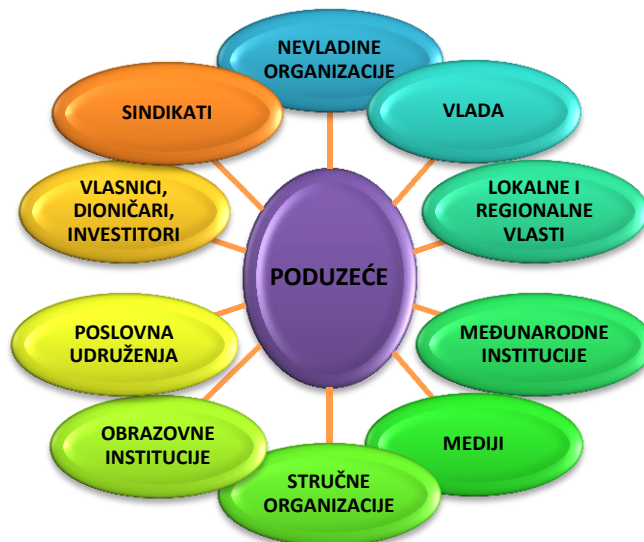 NEVLADINE
ORGANIZACIJE
SINDIKATI
VLADA
VLASNICI,
DIONIČARI,
INVESTITORI
LOKALNE I
REGIONALNE
VLASTI
PODUZEĆE
POSLOVNA
UDRUŽENJA
MEĐUNARODNE
INSTITUCIJE
OBRAZOVNE
INSTITUCIJE
MEDIJI
STRUČNE
ORGANIZACIJE